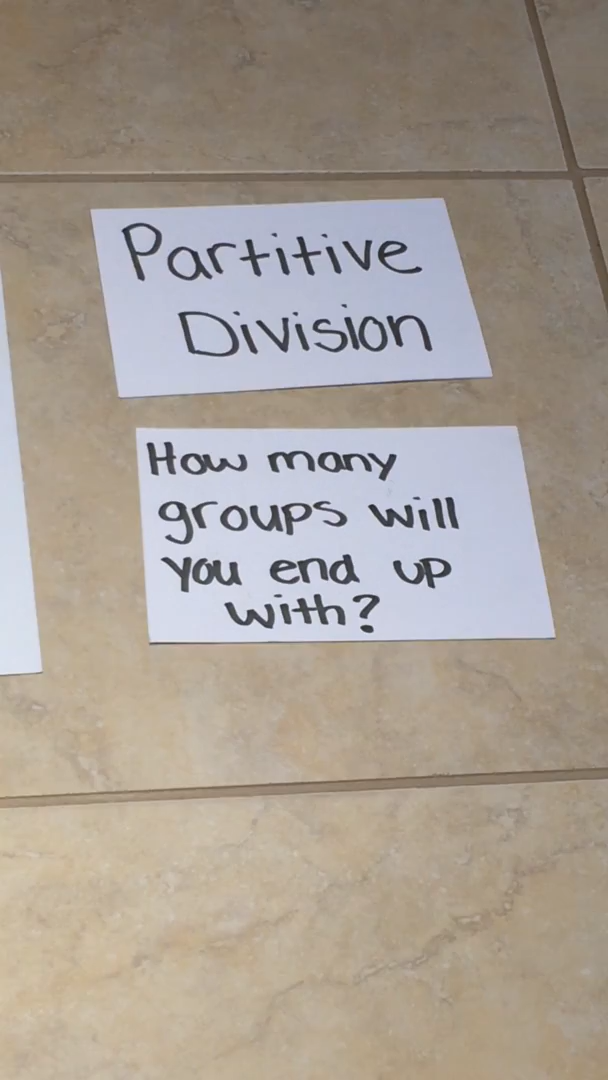 Partitive
Division
How many
groups will
you end up
with?